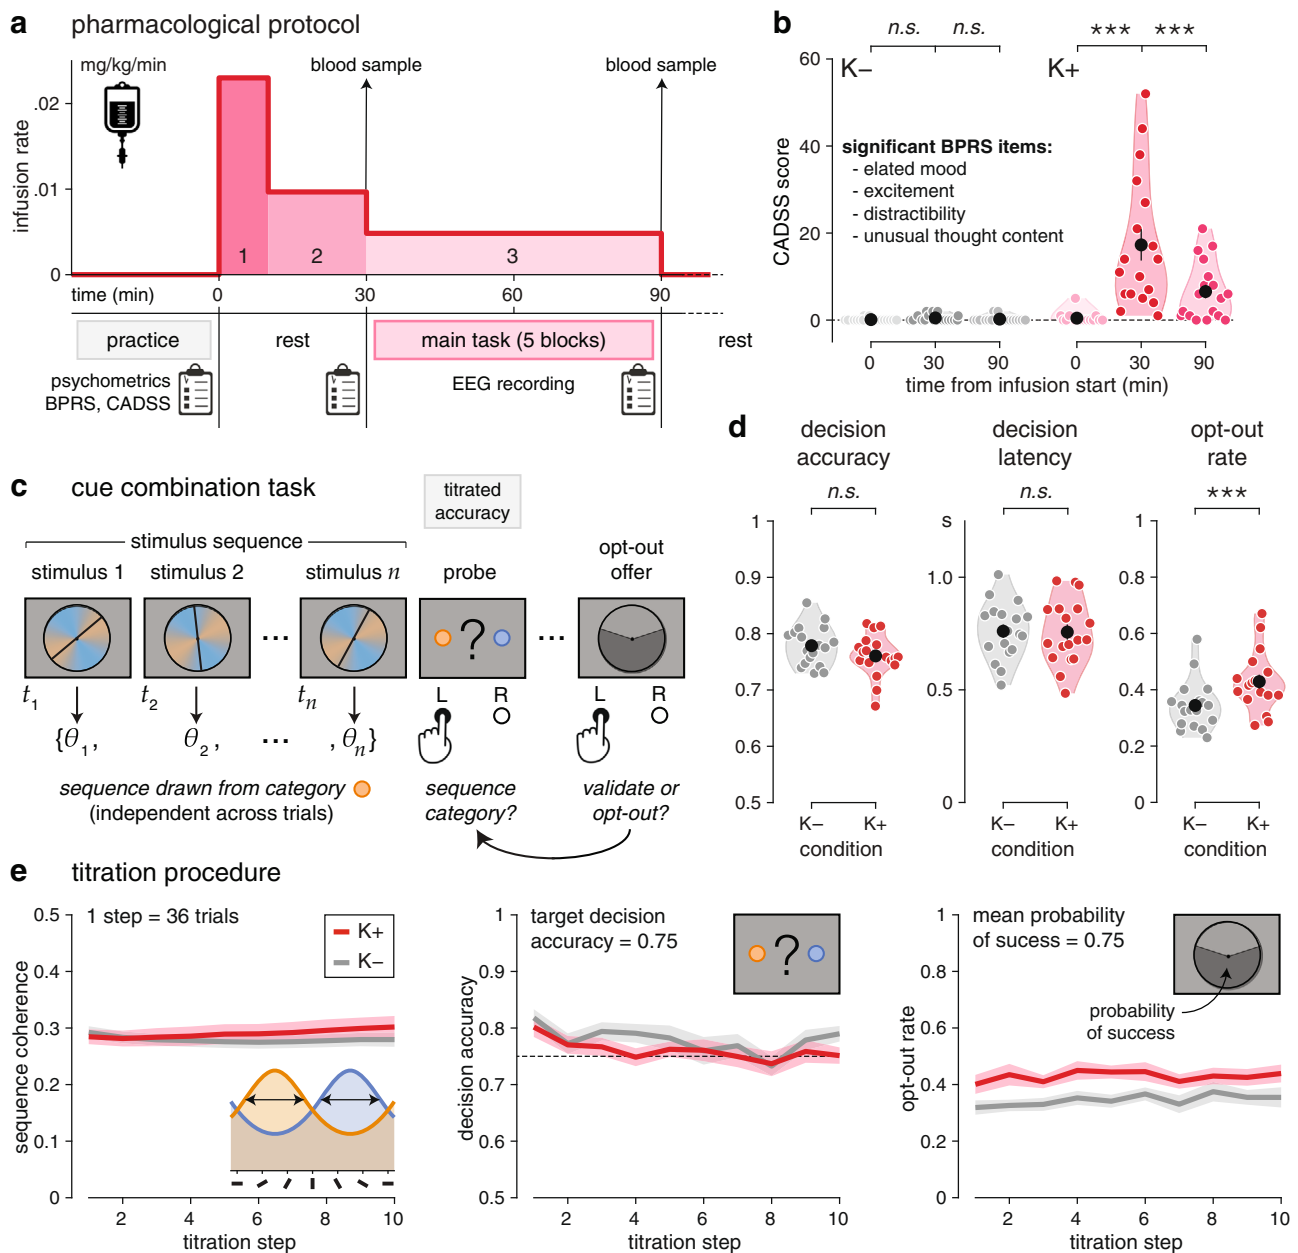 a pharmacological protocol
mg/kg/min
blood sample
blood sample
infusion rate
.02
.01
0
1
2
3
time (min)
0
30
60
90
practice
rest
main task (5 blocks)
rest
psychometrics
BPRS, CADSS
EEG recording
b
n.s.
n.s.
***
***
K−
K+
CADSS score
60
40
20
0
significant BPRS items:
- elated mood
- excitement
- distractibility
- unusual thought content
0
30
90
0
30
90
time from infusion start (min)
c cue combination task
titrated
accuracy
stimulus sequence
stimulus 1
stimulus 2
stimulus n
probe
opt-out
offer
...
?
...
t1
t2
tn
L
R
L
R
{θ1,
θ2 ,
...
, θn}
sequence drawn from category
(independent across trials)
sequence
category?
validate or
opt-out?
d
decision
accuracy
decision
latency
opt-out
rate
n.s.
n.s.
***
1
0.9
0.8
0.7
0.6
0.5
s
1.0
0.5
0
1
0.8
0.6
0.4
0.2
0
K−
K+
condition
K−
K+
condition
K−
K+
condition
e titration procedure
sequence coherence
0.5
0.4
0.3
0.2
0.1
0
1 step = 36 trials
K+
K−
2
4
6
8
10
titration step
decision accuracy
1
0.9
0.8
0.7
0.6
0.5
target decision
accuracy = 0.75
?
2
4
6
8
10
titration step
opt-out rate
1
0.8
0.6
0.4
0.2
0
mean probability
of sucess = 0.75
probability
of success
2
4
6
8
10
titration step